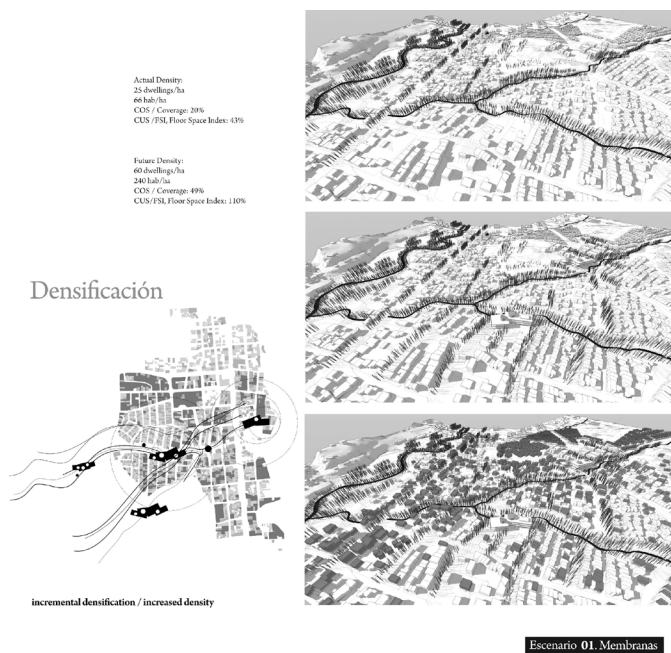 Actual Density:
25 dwellings/ha
66 hab/ha
COS / Coverage: 20%
CUS /FSI, Floor Space Index: 43%
Future Density:
60 dwellings/ha
240 hab/ha
COS / Coverage: 49%
CUS/FSI, Floor Space Index: 110%
Densificación
incremental densification / increased density
Escenario 01. Membranas